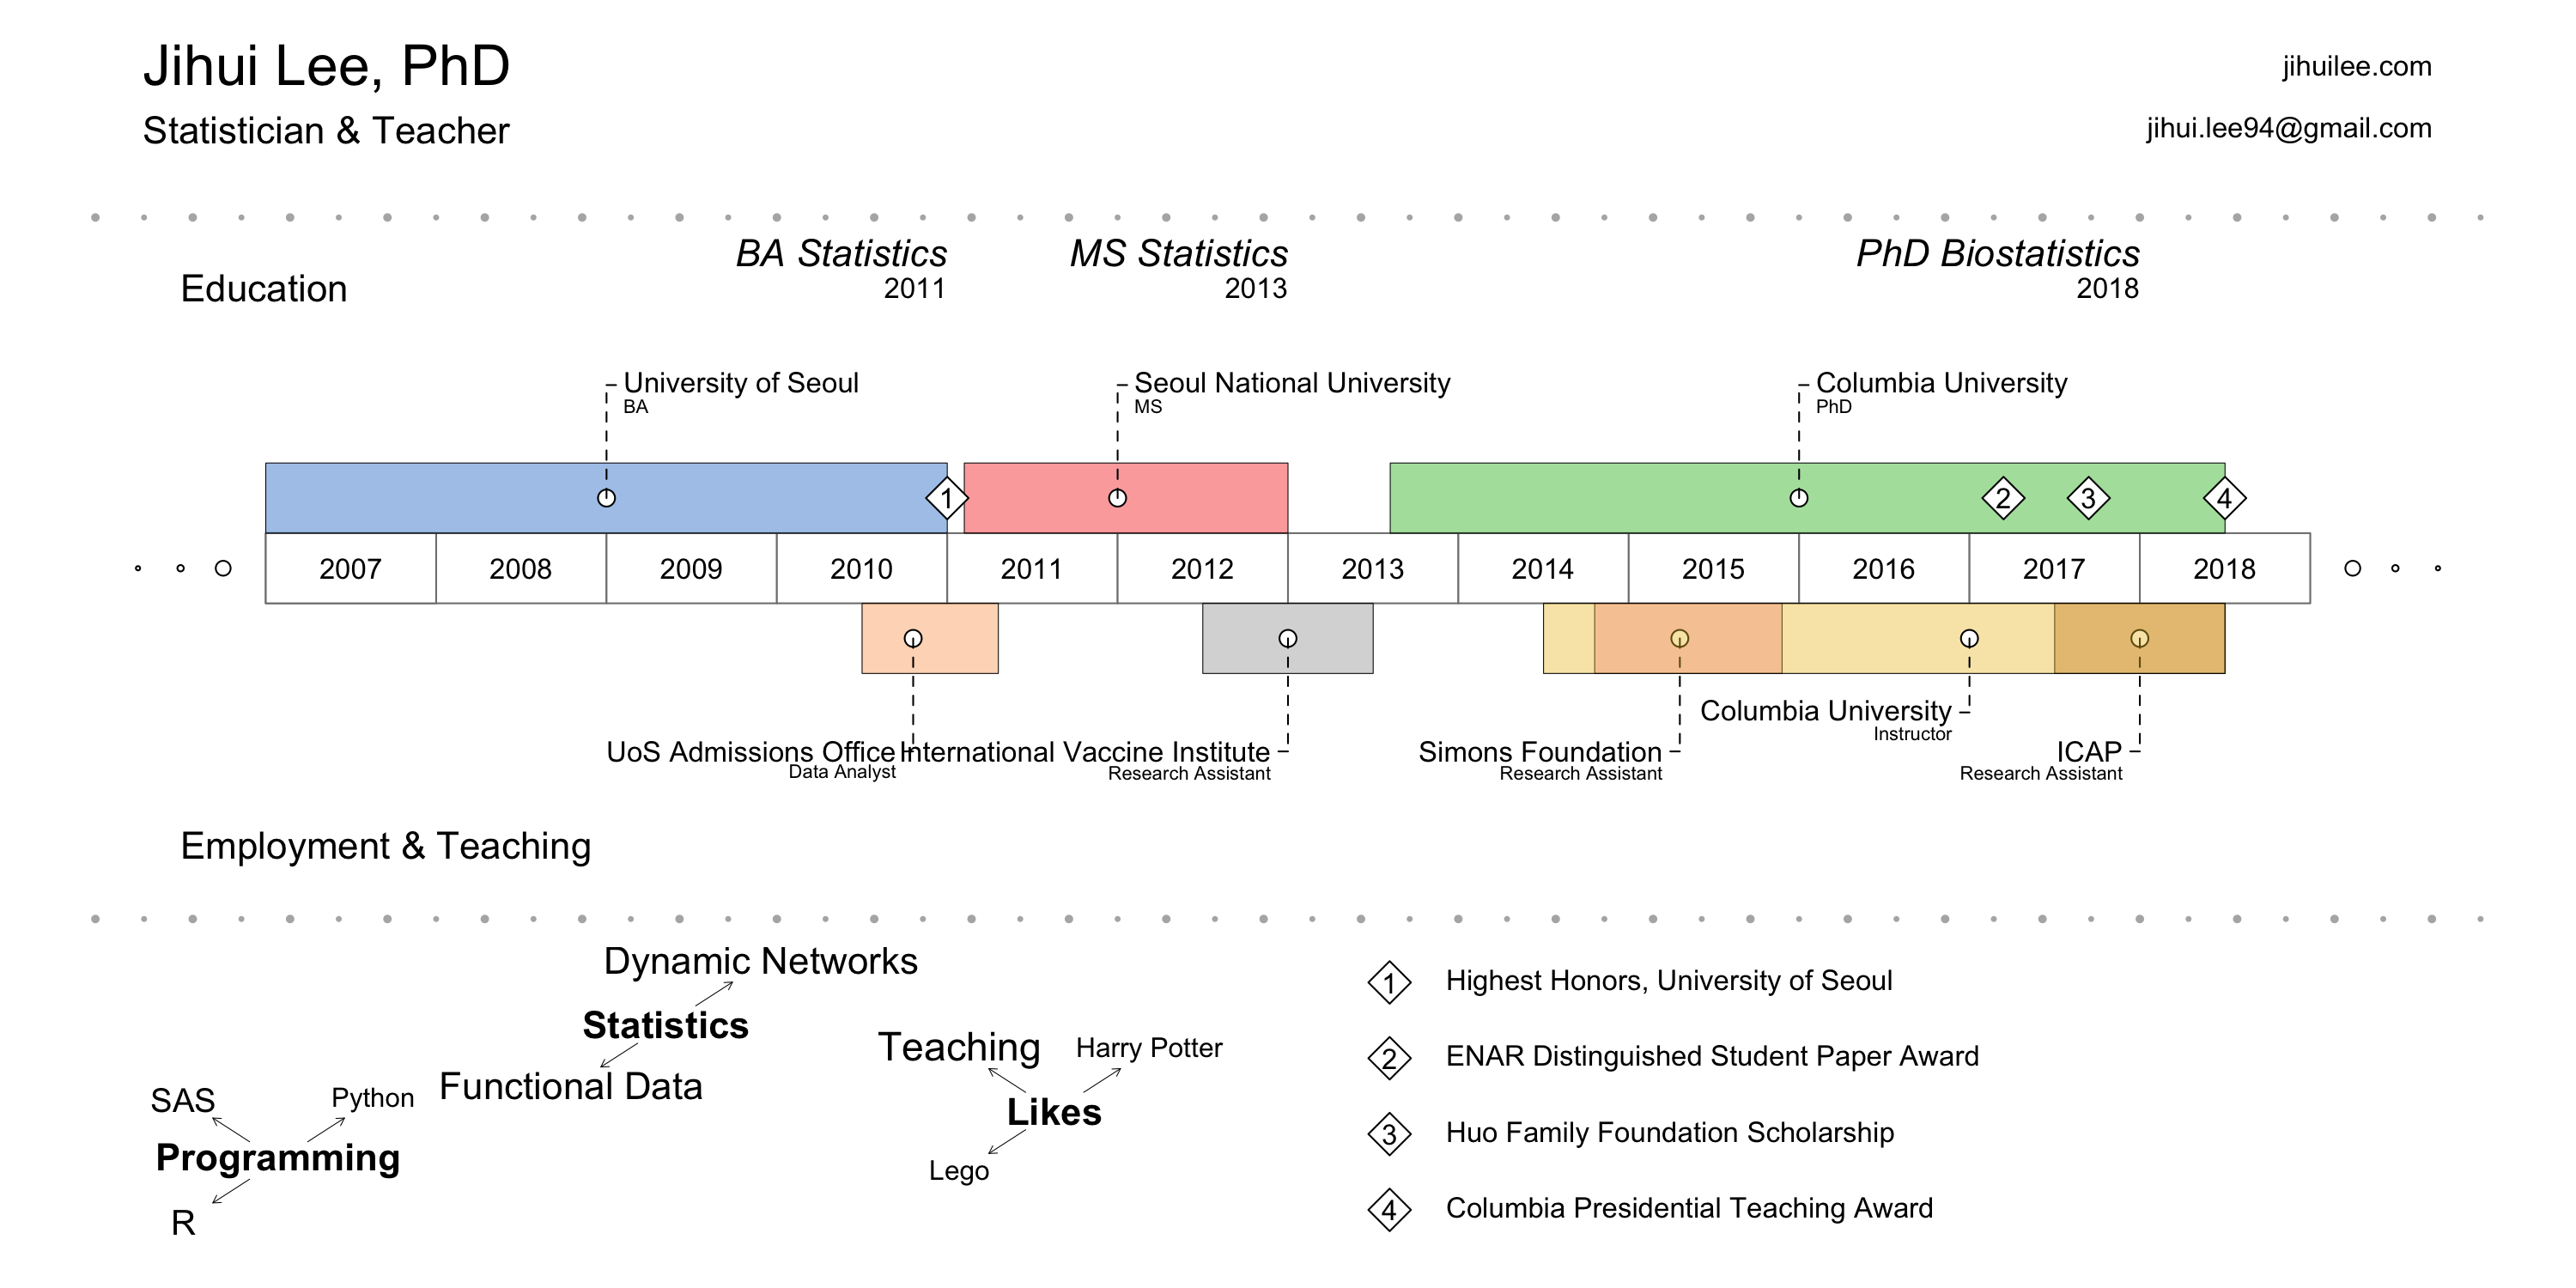 Jihui Lee, PhD
Statistician & Teacher
jihuilee.com
jihui.lee94@gmail.com
BA Statistics
2011
MS Statistics
2013
PhD Biostatistics
2018
Education
University of Seoul
BA
Seoul National University
MS
Columbia University
PhD
1
2
3
4
2007
2008
2009
2010
2011
2012
2013
2014
2015
2016
2017
2018
UoS Admissions Office
Data Analyst
International Vaccine Institute
Research Assistant
Simons Foundation
Research Assistant
Columbia University
Instructor
ICAP
Research Assistant
Employment & Teaching
Dynamic Networks
Statistics
Functional Data
SAS
Python
Programming
R
Teaching
Harry Potter
Likes
Lego
1 Highest Honors, University of Seoul
2 ENAR Distinguished Student Paper Award
3 Huo Family Foundation Scholarship
4 Columbia Presidential Teaching Award